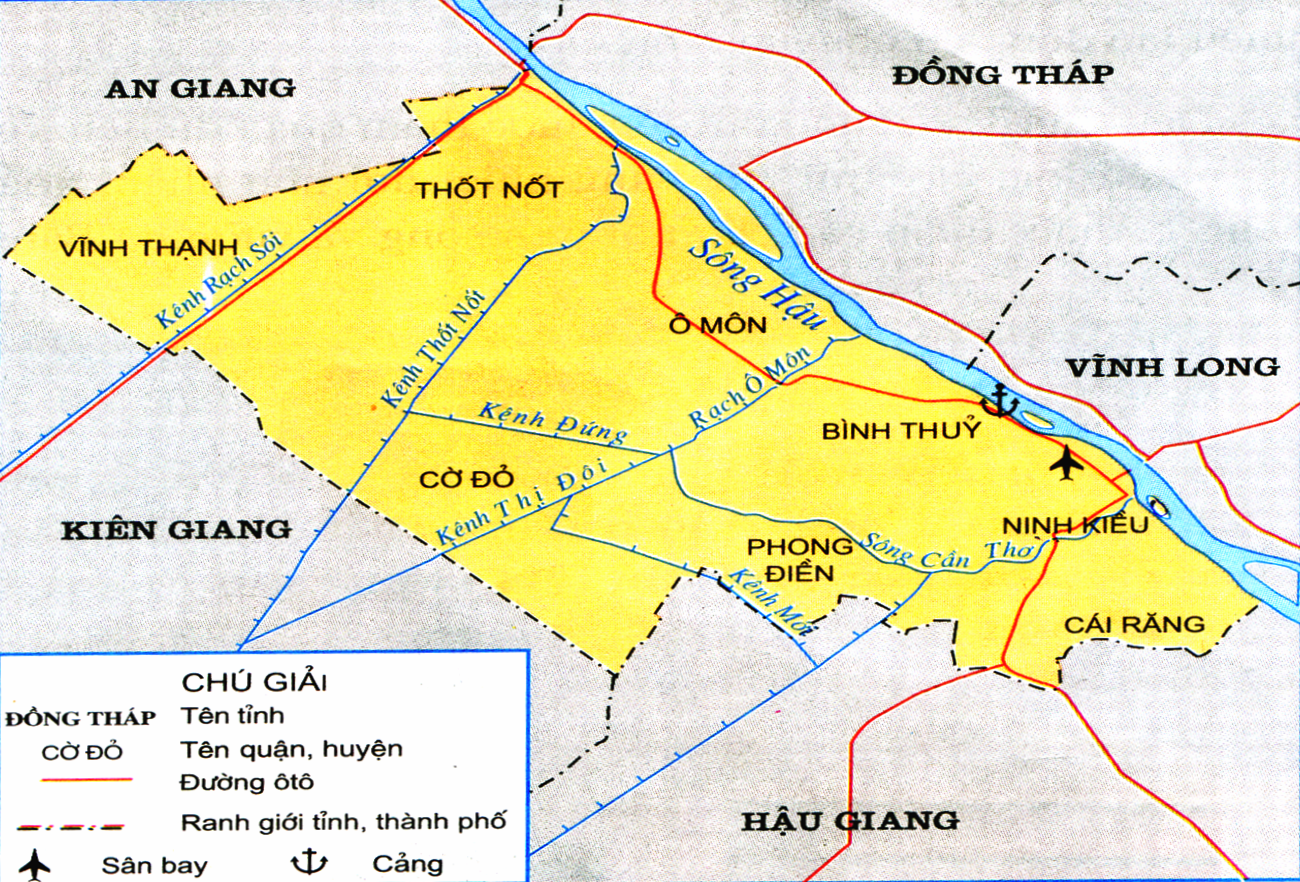 AN GIANG
ĐỒNG THÁP
THỐT NỐT
VĨNH THẠNH
Kênh Rạch Sỏi
Sông Hậu
Kênh Thốt Nốt
Ô MÔN
Rạch Ô Môn
VĨNH LONG
Kênh Đứng
BÌNH THUỶ
CỜ ĐỎ
Kênh Thị Đôi
KIÊN GIANG
NINH KIỀU
PHONG
ĐIỀN
Sông Cần Thơ
Kênh Mới
CÁI RĂNG
HẬU GIANG
CHÚ GIẢI
ĐỒNG THÁP Tên tỉnh
CỜ ĐỎ Tên quận, huyện
Đường ôtô
Ranh giới tỉnh, thành phố
Sân bay Cảng